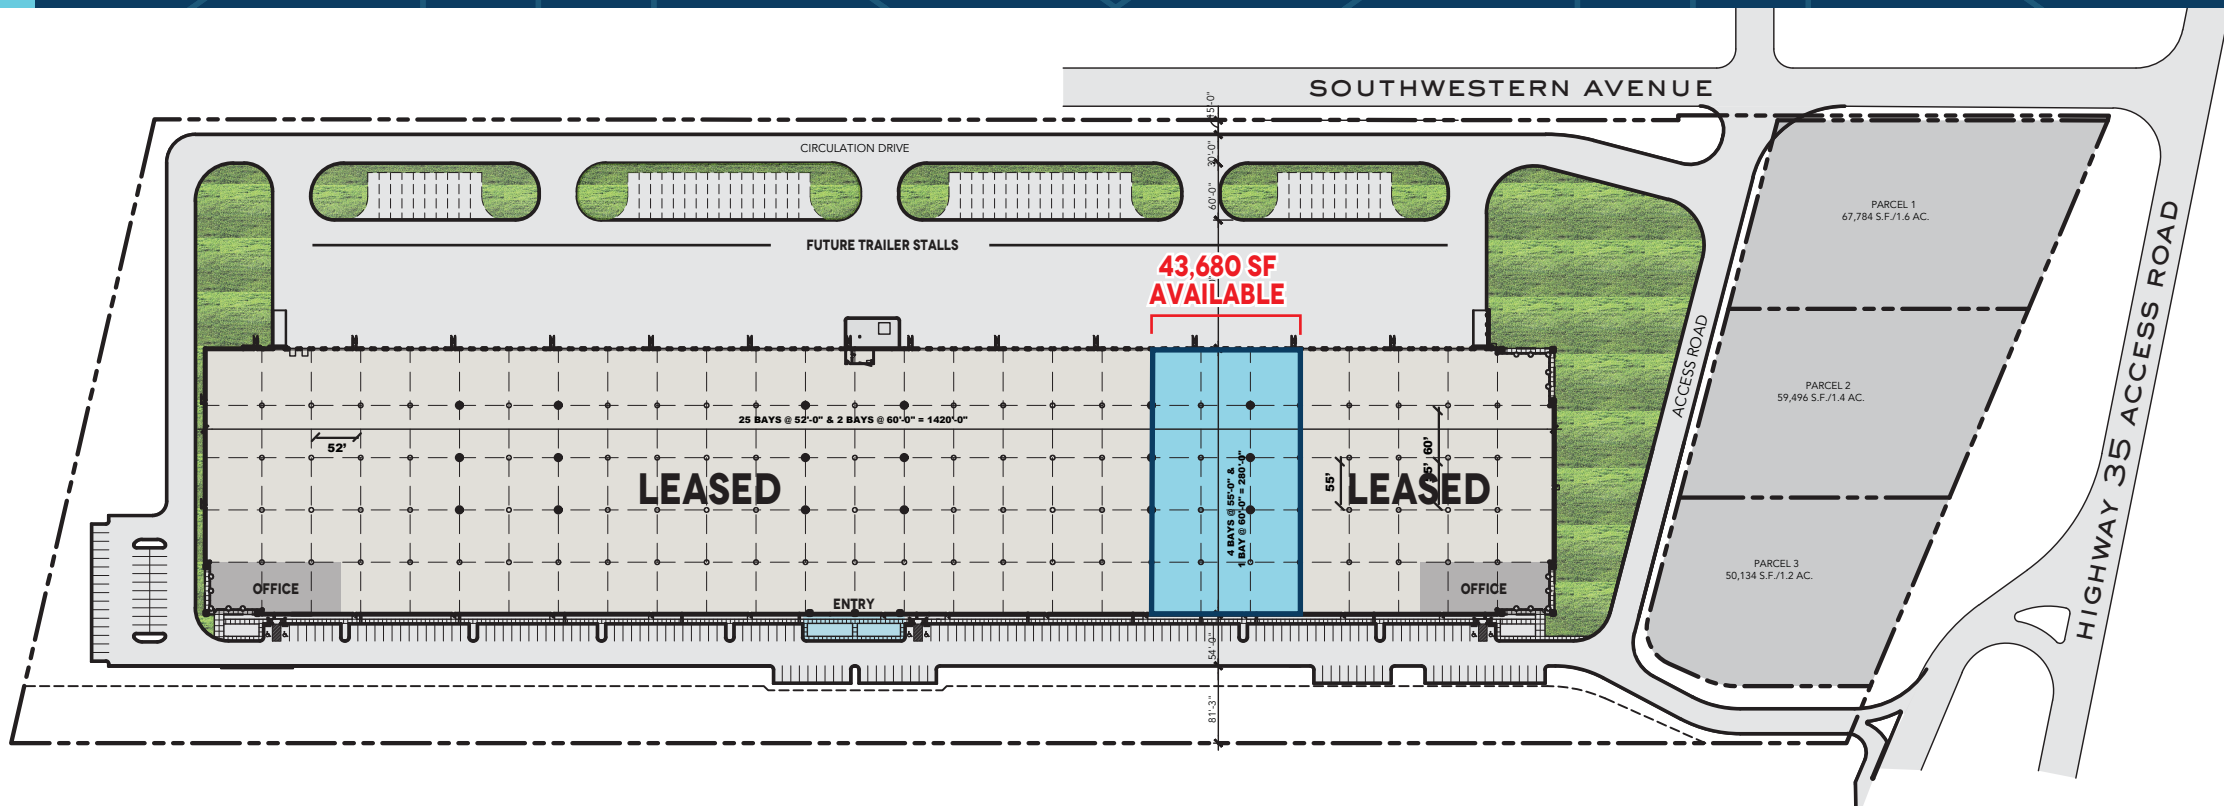 SOUTHWESTERN AVENUE
CIRCULATION DRIVE
FUTURE TRAILER STALLS
43,680 SF
AVAILABLE
30'-0"
60'-0"
PARCEL 1
67,784 S.F./1.6 AC.
PARCEL 2
59,496 S.F./1.4 AC.
PARCEL 3
50,134 S.F./1.2 AC.
ACCESS ROAD
HIGHWAY 35 ACCESS ROAD
25 BAYS @ 52'-0" & 2 BAYS @ 60'-0" = 1420'-0"
52'
LEASED
4 BAYS @ 55'-0" &
1 BAY @ 60'-0" = 280'-0"
55'
60'
LEASED
OFFICE
ENTRY
OFFICE
54'-0"
81'-3"